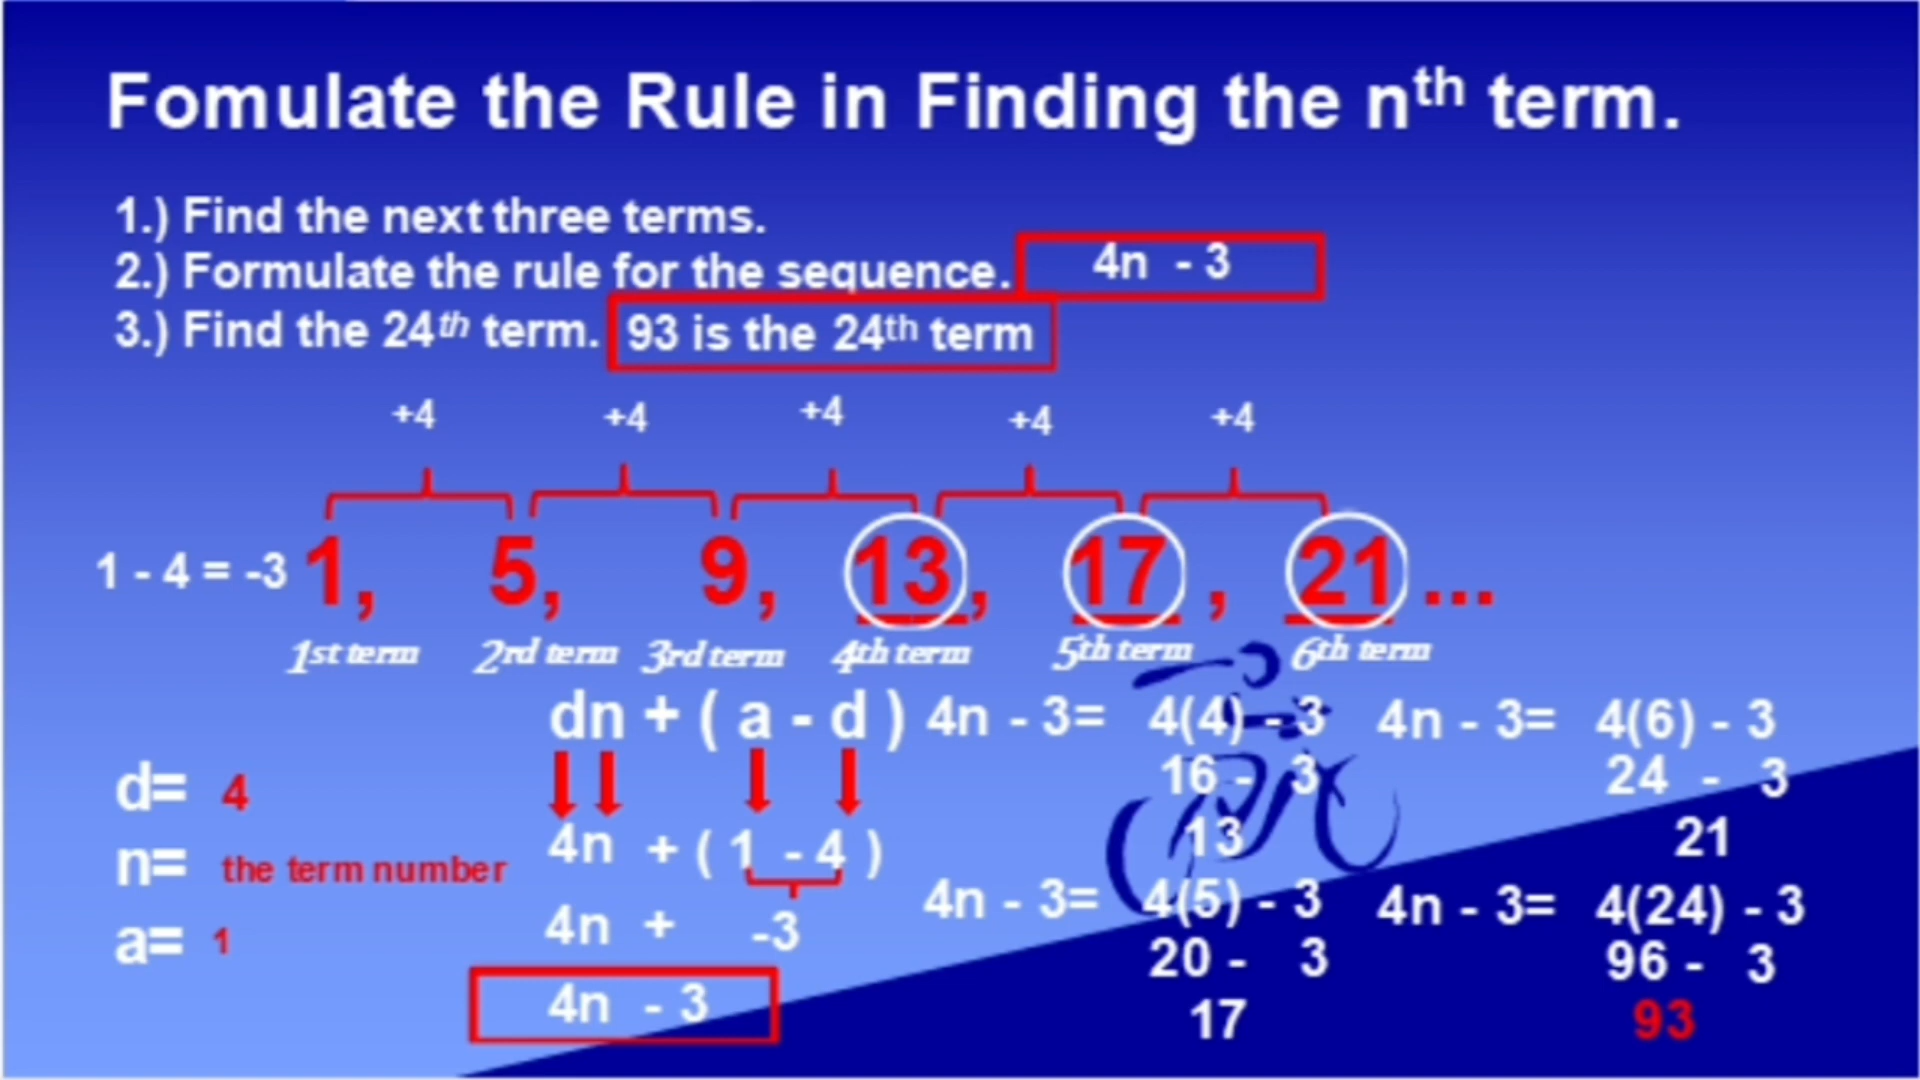 Fomulate the Rule in Finding the nth term.
1.) Find the next three terms.
2.) Formulate the rule for the sequence. 4n - 3
3.) Find the 24th term. 93 is the 24th term
+4 +4 +4 +4 +4
1 - 4 = -3 1, 5, 9, 13, 17, 21...
1st term 2nd term 3rd term 4th term 5th term 6th term
dn + ( a - d )
4n + ( 1 - 4 )
4n + -3
4n - 3
d= 4
n= the term number
a= 1
4n - 3= 4(4) - 3
16 - 3
13
4n - 3= 4(5) - 3
20 - 3
17
4n - 3= 4(6) - 3
24 - 3
21
4n - 3= 4(24) - 3
96 - 3
93